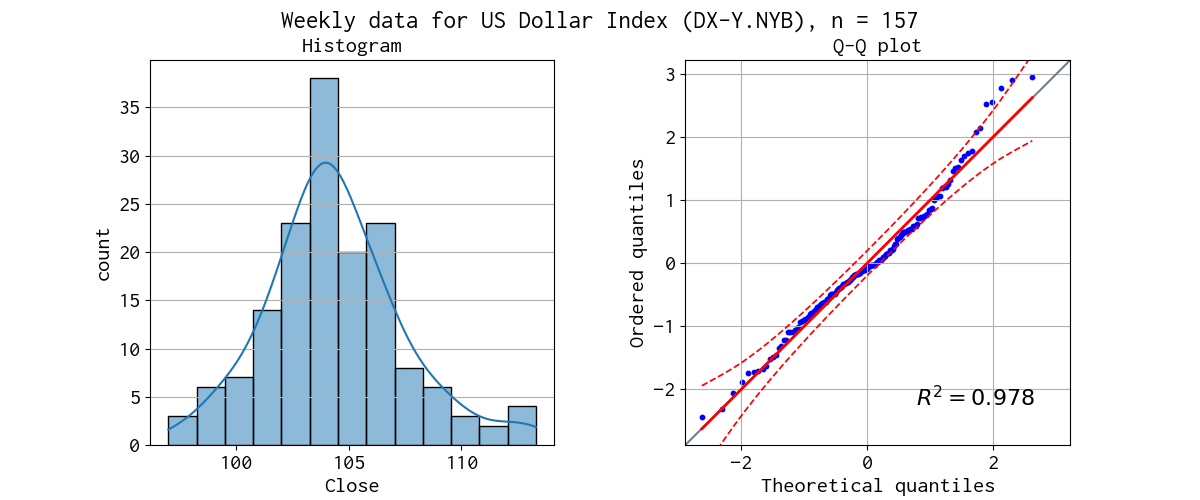 Weekly data for US Dollar Index (DX-Y.NYB), n = 157
Histogram
35
30
25
20
15
10
5
0
count
100 105 110
Close
Q-Q plot
3
2
1
0
−1
−2
Ordered quantiles
R² = 0.978
−2 0 2
Theoretical quantiles